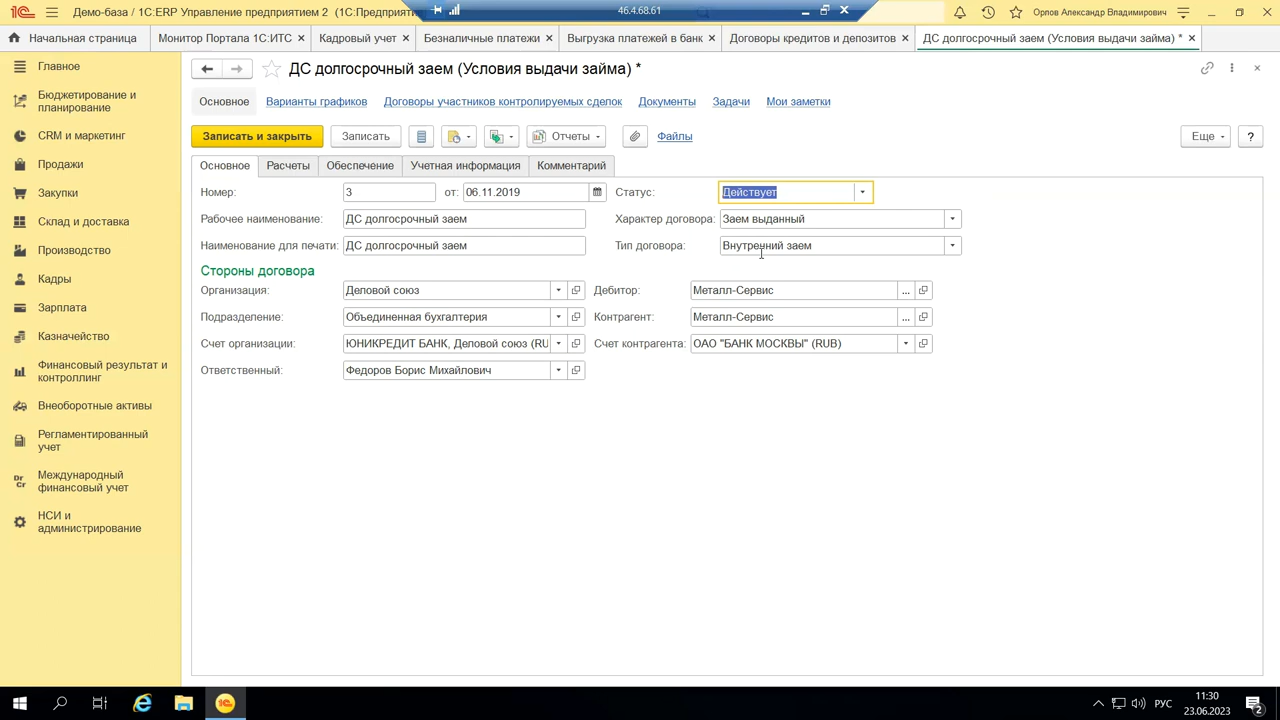 Демо-база / 1С:ERP Управление предприятием 2 (1С:Предприятие
46.4.68.61
Орлов Александр Владимирович
Начальная страница
Монитор Портала 1С:ИТС ×
Кадровый учет ×
Безналичные платежи ×
Выгрузка платежей в банк ×
Договоры кредитов и депозитов ×
ДС долгосрочный заем (Условия выдачи займа) * ×
Главное
Бюджетирование и
планирование
CRM и маркетинг
Продажи
Закупки
Склад и доставка
Производство
Кадры
Зарплата
Казначейство
Финансовый результат и
контроллинг
Внеоборотные активы
Регламентированный
учет
Международный
финансовый учет
НСИ и
администрирование
ДС долгосрочный заем (Условия выдачи займа) *
Основное Варианты графиков Договоры участников контролируемых сделок Документы Задачи Мои заметки
Записать и закрыть Записать Отчеты Файлы Еще ?
Основное Расчеты Обеспечение Учетная информация Комментарий
Номер: 3 от: 06.11.2019 Статус: Действует
Рабочее наименование: ДС долгосрочный заем Характер договора: Заем выданный
Наименование для печати: ДС долгосрочный заем Тип договора: Внутренний заем
Стороны договора
Организация: Деловой союз Дебитор: Металл-Сервис ...
Подразделение: Объединенная бухгалтерия Контрагент: Металл-Сервис ...
Счет организации: ЮНИКРЕДИТ БАНК, Деловой союз (RU Счет контрагента: ОАО "БАНК МОСКВЫ" (RUB)
Ответственный: Федоров Борис Михайлович
РУС
11:30
23.06.2023
2